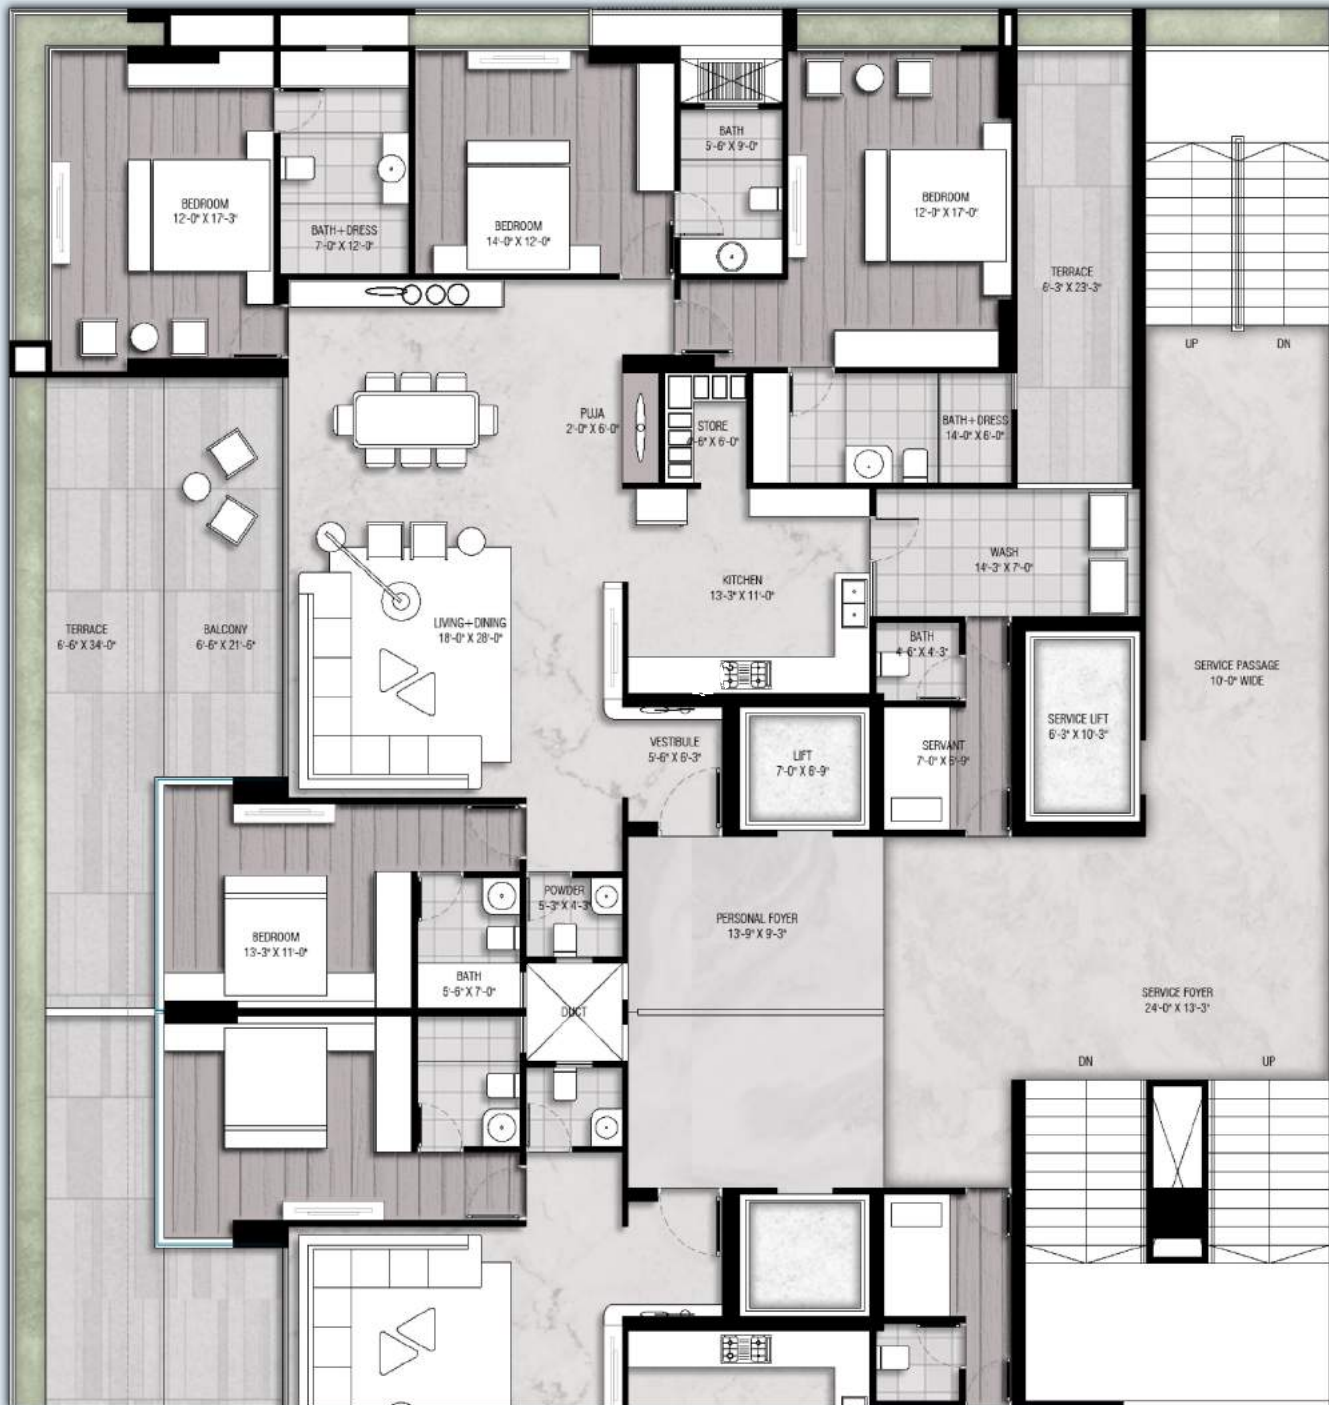 BATH
5'-6" X 9'-0"
BEDROOM
12'-0" X 17'-3"
BATH+DRESS
7'-0" X 12'-0"
BEDROOM
14'-0" X 12'-0"
BEDROOM
12'-0" X 17'-0"
TERRACE
6'-3" X 23'-3"
UP
DN
PUJA
2'-0" X 6'-0"
STORE
X 6'-0"
BATH+DRESS
14'-0" X 6'-0"
WASH
14'-3" X 7'-0"
KITCHEN
13'-3" X 11'-0"
TERRACE
6'-6" X 34'-0"
BALCONY
6'-6" X 21'-6"
LIVING+DINING
18'-0" X 28'-0"
BATH
4'-6" X 4'-3"
SERVICE PASSAGE
10'-0" WIDE
SERVICE LIFT
6'-3" X 10'-3"
VESTIBULE
5'-6" X 6'-3"
LIFT
7'-0" X 6'-9"
SERVANT
7'-0" X 6'-9"
POWDER
5'-3" X 4'-3"
PERSONAL FOYER
13'-9" X 9'-3"
BEDROOM
13'-3" X 11'-0"
BATH
5'-6" X 7'-0"
DUCT
SERVICE FOYER
24'-0" X 13'-3"
DN
UP